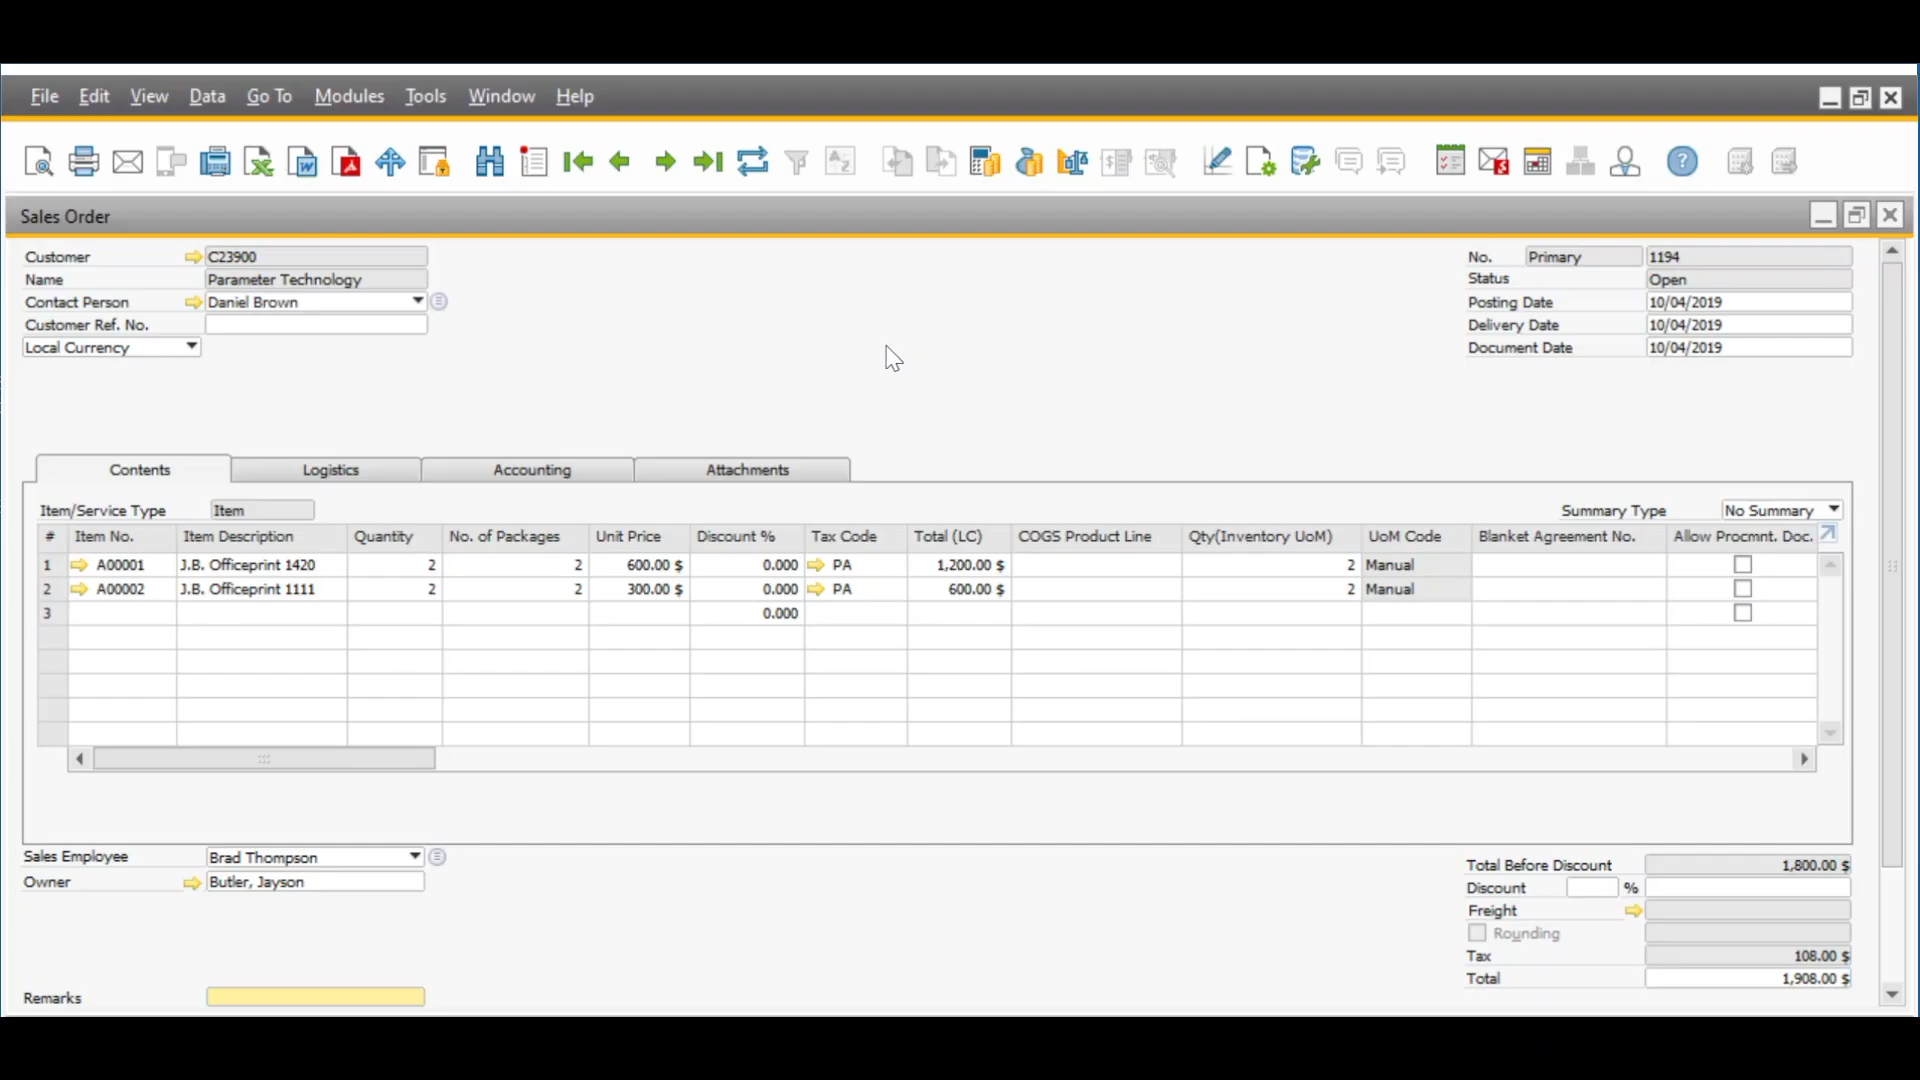 File Edit View Data Go To Modules Tools Window Help
Sales Order
Customer C23900 No. Primary 1194
Name Parameter Technology Status Open
Contact Person Daniel Brown Posting Date 10/04/2019
Customer Ref. No. Delivery Date 10/04/2019
Local Currency Document Date 10/04/2019
Contents Logistics Accounting Attachments
Item/Service Type Item Summary Type No Summary
# Item No. Item Description Quantity No. of Packages Unit Price Discount % Tax Code Total (LC) COGS Product Line Qty(Inventory UoM) UoM Code Blanket Agreement No. Allow Procmnt. Doc.
1 A00001 J.B. Officeprint 1420 2 2 600.00 $ 0.000 PA 1,200.00 $ 2 Manual
2 A00002 J.B. Officeprint 1111 2 2 300.00 $ 0.000 PA 600.00 $ 2 Manual
3 0.000
Sales Employee Brad Thompson Total Before Discount 1,800.00 $
Owner Butler, Jayson Discount %
Freight
Rounding
Tax 108.00 $
Total 1,908.00 $
Remarks